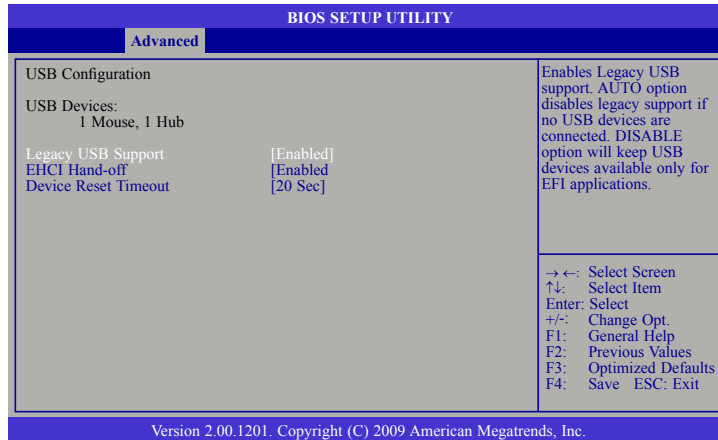 BIOS SETUP UTILITY
Advanced
USB Configuration
USB Devices:
1 Mouse, 1 Hub
Legacy USB Support [Enabled]
EHCI Hand-off [Enabled
Device Reset Timeout [20 Sec]
Enables Legacy USB
support. AUTO option
disables legacy support if
no USB devices are
connected. DISABLE
option will keep USB
devices available only for
EFI applications.
→ ←: Select Screen
↑↓: Select Item
Enter: Select
+/-: Change Opt.
F1: General Help
F2: Previous Values
F3: Optimized Defaults
F4: Save ESC: Exit
Version 2.00.1201. Copyright (C) 2009 American Megatrends, Inc.